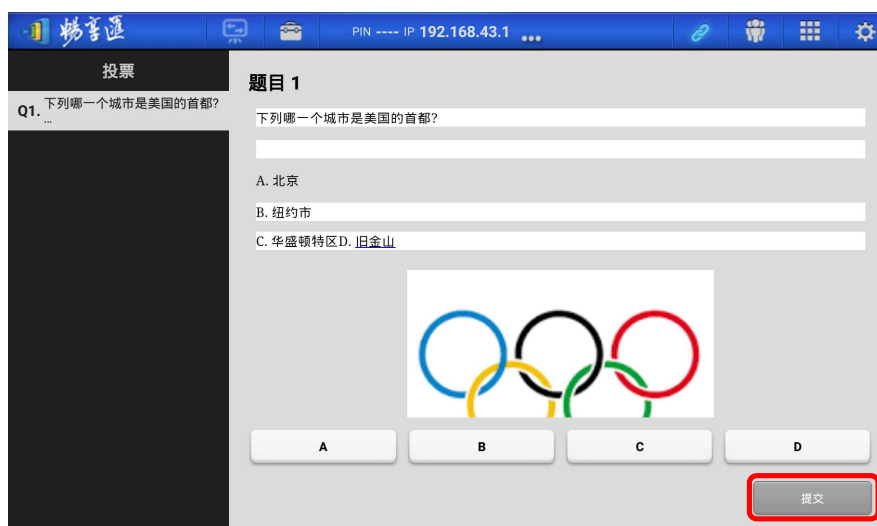 畅享汇 PIN ---- IP 192.168.43.1 ...
投票
Q1. 下列哪一个城市是美国的首都?
...
题目 1
下列哪一个城市是美国的首都?
A. 北京
B. 纽约市
C. 华盛顿特区D. 旧金山
A B C D
提交